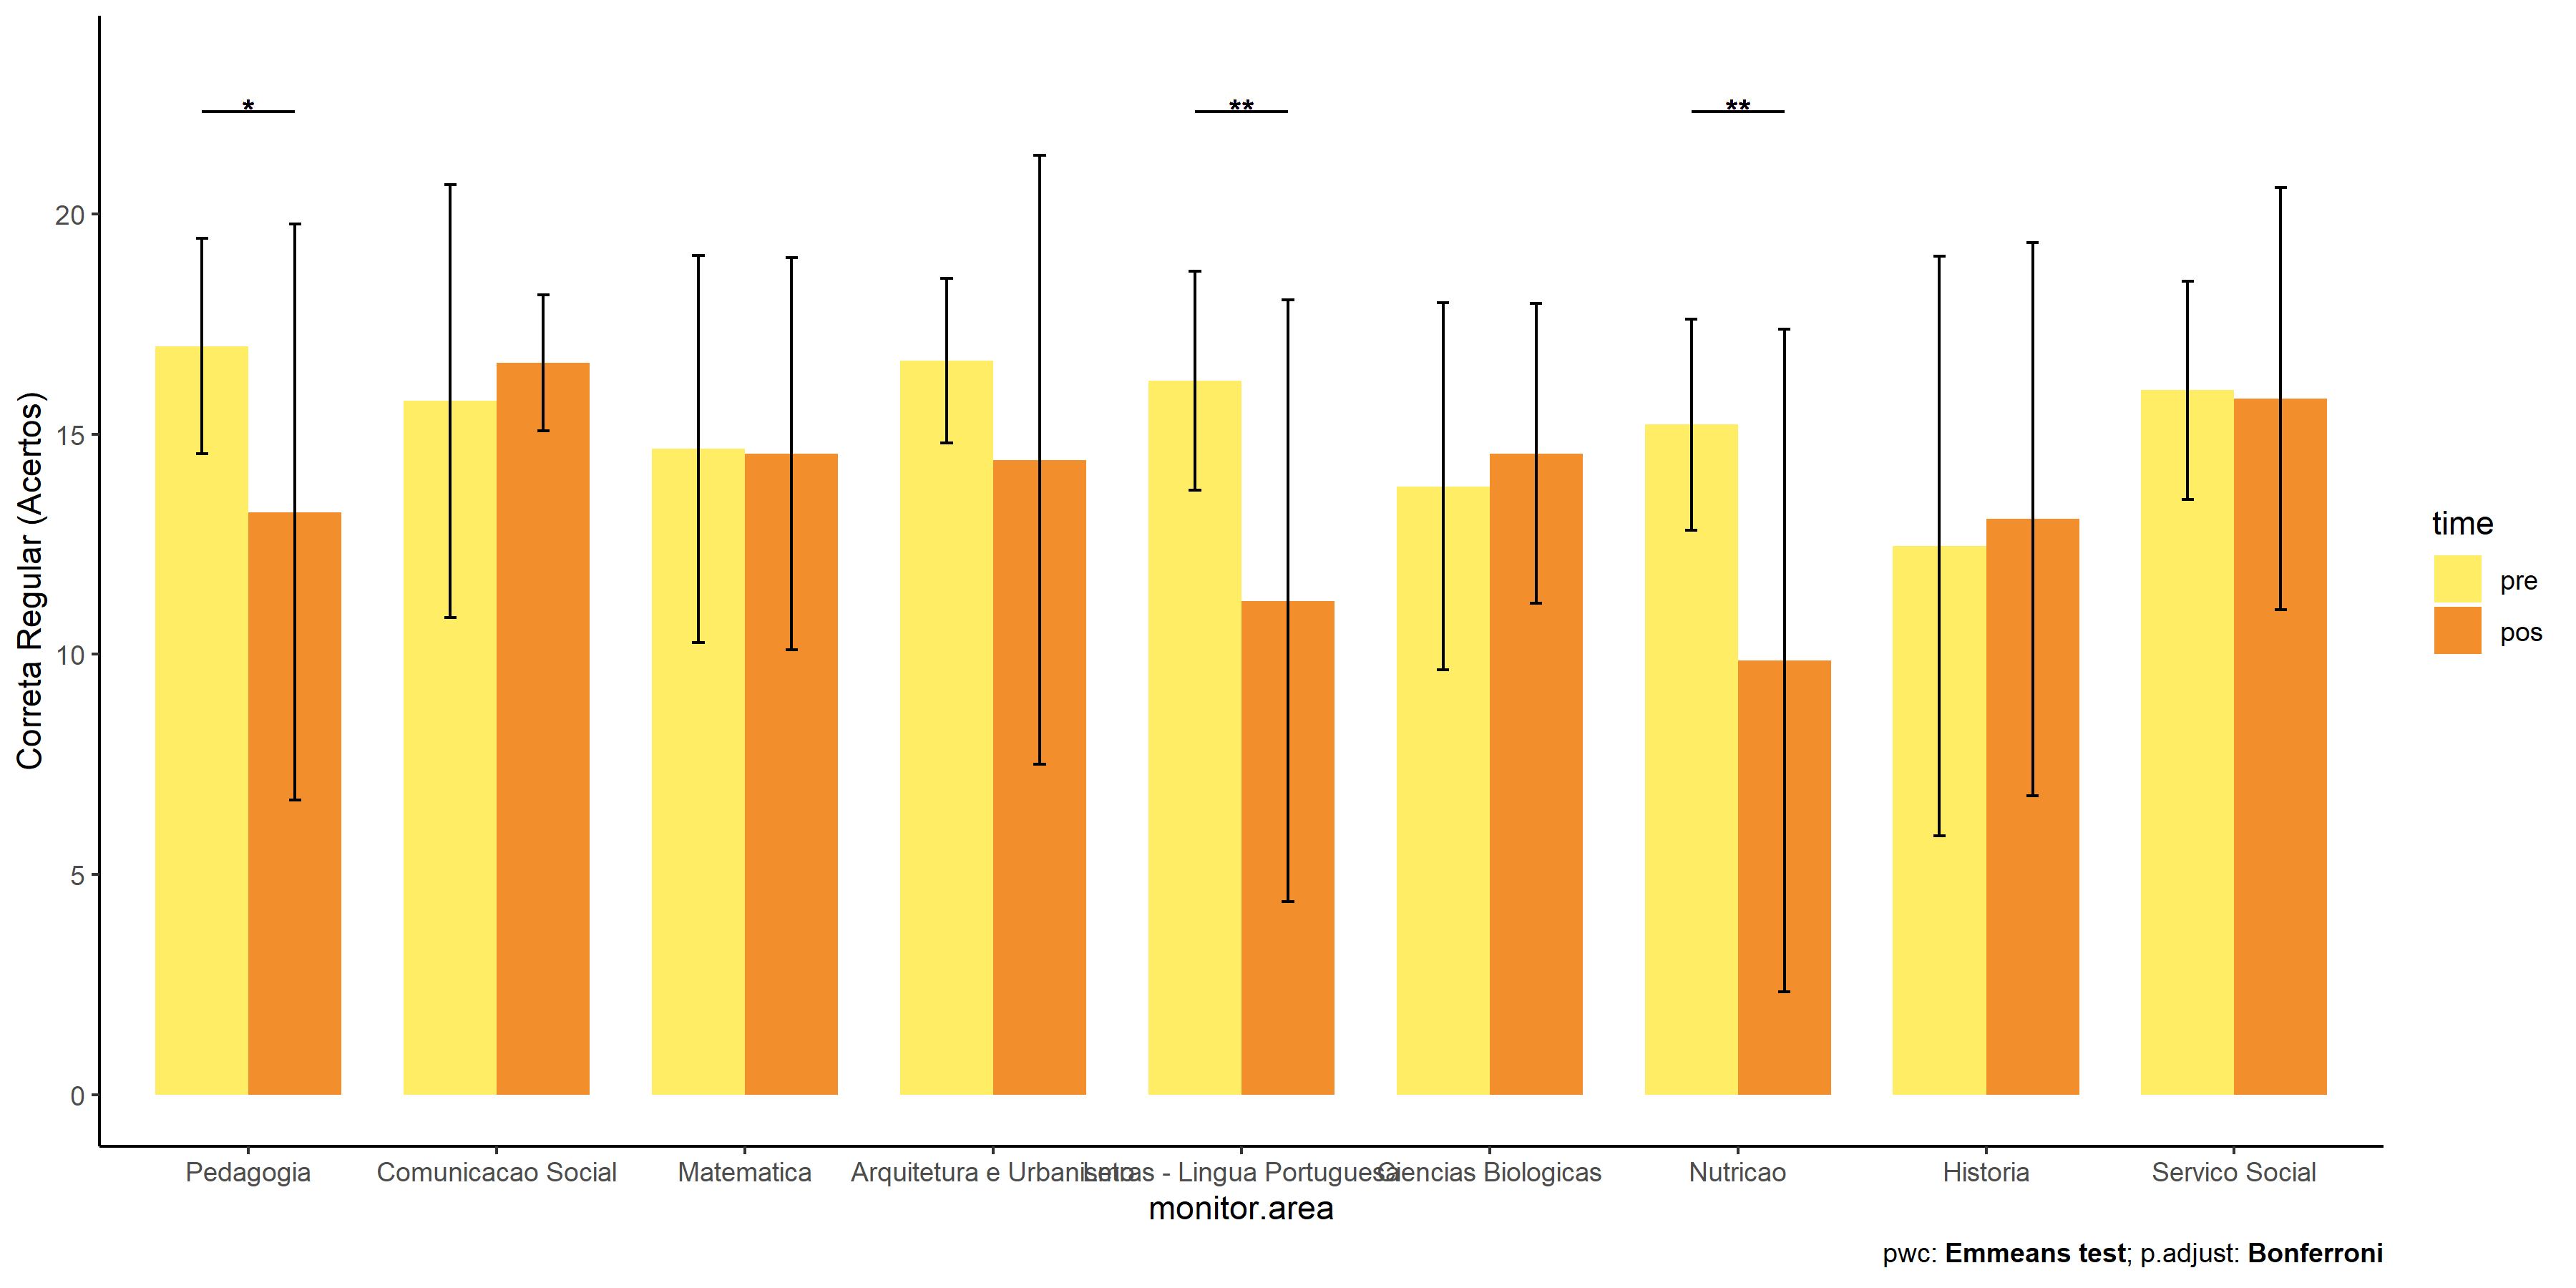 *
**
**
Correta Regular (Acertos)
20
15
10
5
0
time
pre
pos
Pedagogia
Comunicacao Social
Matematica
Arquitetura e Urbanismo
Letras - Lingua Portuguesa
Ciencias Biologicas
Nutricao
Historia
Servico Social
monitor.area
pwc: Emmeans test; p.adjust: Bonferroni